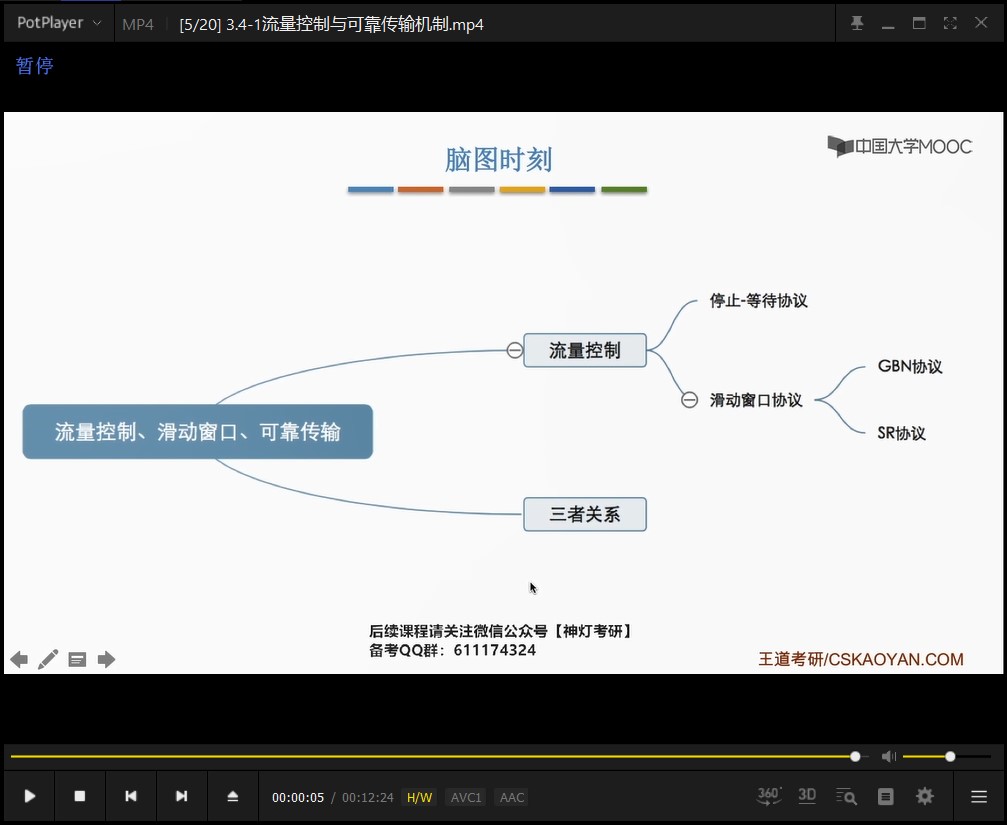 PotPlayer MP4 [5/20] 3.4-1流量控制与可靠传输机制.mp4
暂停
中国大学MOOC
脑图时刻
停止-等待协议
流量控制
GBN协议
滑动窗口协议
SR协议
流量控制、滑动窗口、可靠传输
三者关系
后续课程请关注微信公众号【神灯考研】
备考QQ群：611174324
王道考研/CSKAOYAN.COM
00:00:05 / 00:12:24 H/W AVC1 AAC 360° 3D